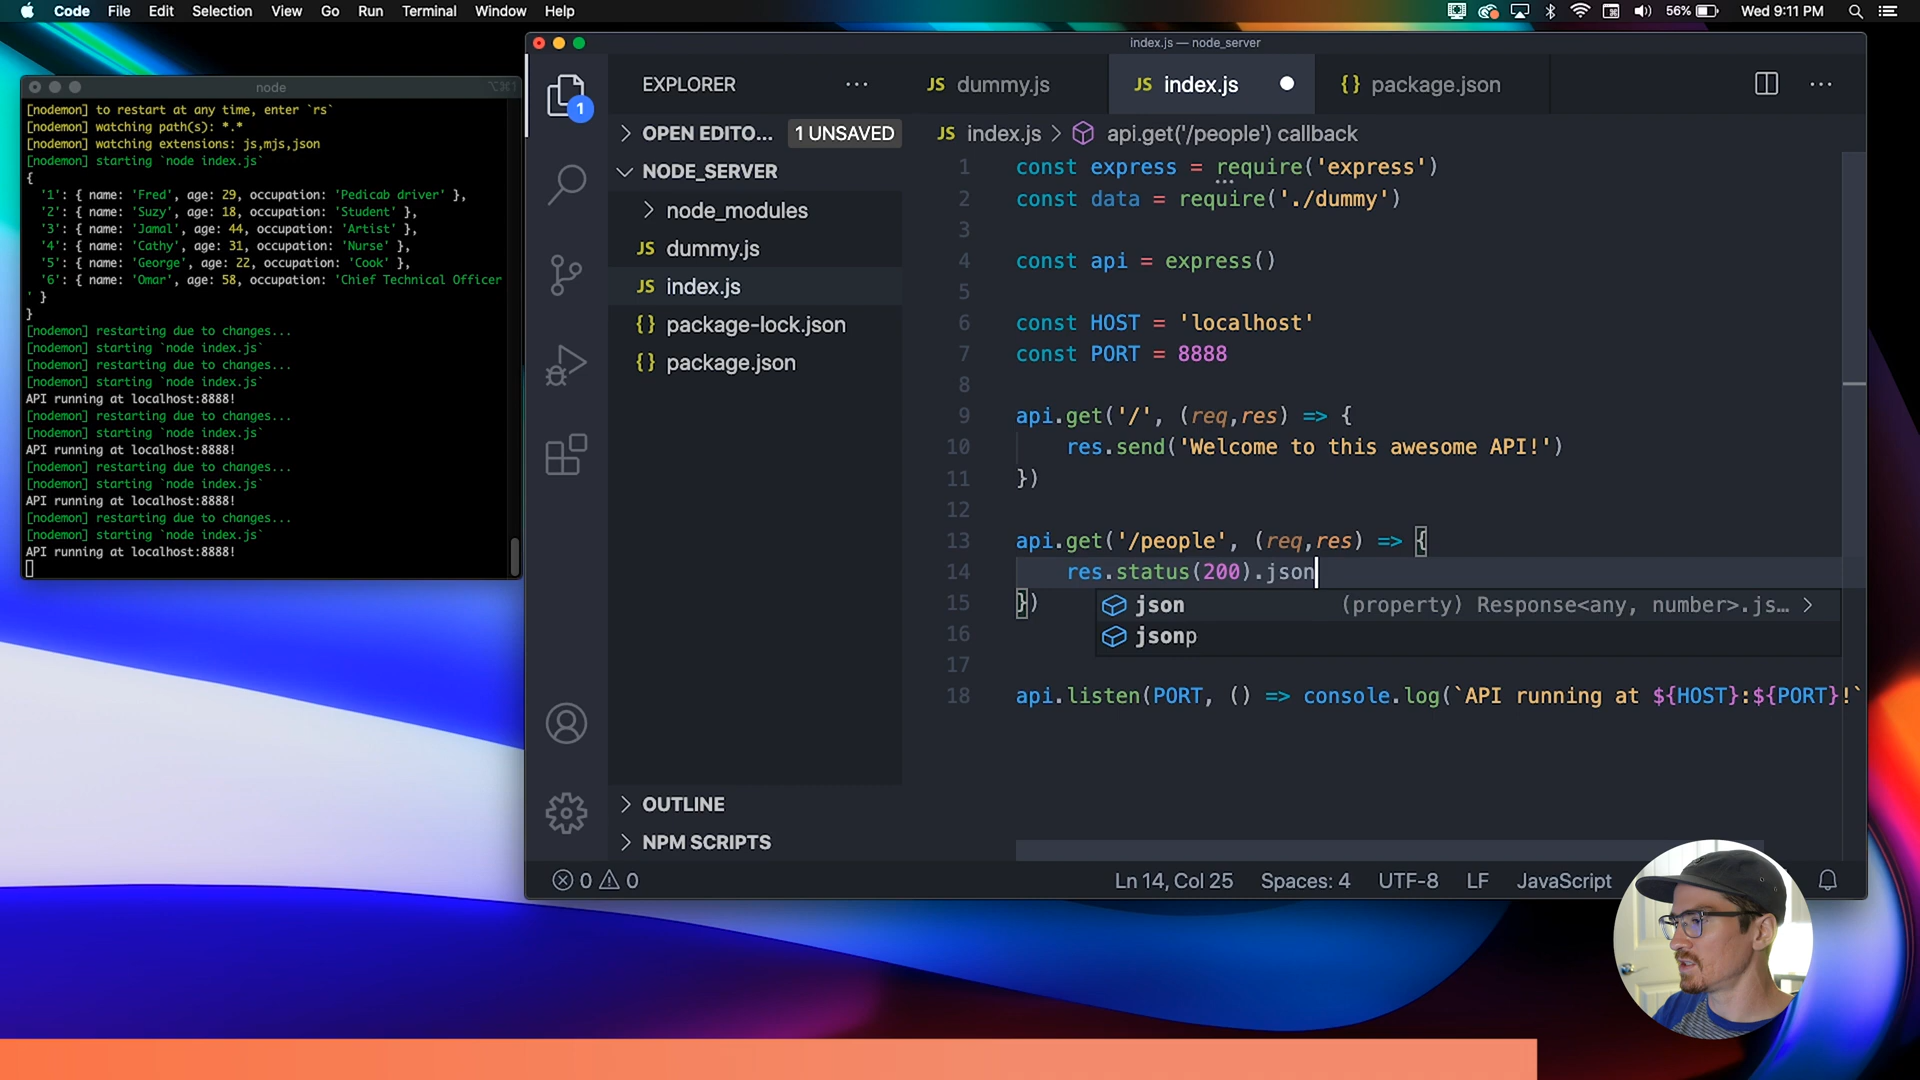 Code File Edit Selection View Go Run Terminal Window Help
56% Wed 9:11 PM
node
[nodemon] to restart at any time, enter `rs`
[nodemon] watching path(s): *.*
[nodemon] watching extensions: js,mjs,json
[nodemon] starting `node index.js`
{
'1': { name: 'Fred', age: 29, occupation: 'Pedicab driver' },
'2': { name: 'Suzy', age: 18, occupation: 'Student' },
'3': { name: 'Jamal', age: 44, occupation: 'Artist' },
'4': { name: 'Cathy', age: 31, occupation: 'Nurse' },
'5': { name: 'George', age: 22, occupation: 'Cook' },
'6': { name: 'Omar', age: 58, occupation: 'Chief Technical Officer
' }
}
[nodemon] restarting due to changes...
[nodemon] starting `node index.js`
[nodemon] restarting due to changes...
[nodemon] starting `node index.js`
API running at localhost:8888!
[nodemon] restarting due to changes...
[nodemon] starting `node index.js`
API running at localhost:8888!
[nodemon] restarting due to changes...
[nodemon] starting `node index.js`
API running at localhost:8888!
[nodemon] restarting due to changes...
[nodemon] starting `node index.js`
API running at localhost:8888!
index.js — node_server
1
EXPLORER ···
OPEN EDITO... 1 UNSAVED
NODE_SERVER
node_modules
JS dummy.js
JS index.js
{} package-lock.json
{} package.json
OUTLINE
NPM SCRIPTS
JS dummy.js JS index.js {} package.json ···
JS index.js > api.get('/people') callback
1 const express = require('express')
2 const data = require('./dummy')
3
4 const api = express()
5
6 const HOST = 'localhost'
7 const PORT = 8888
8
9 api.get('/', (req,res) => {
10 res.send('Welcome to this awesome API!')
11 })
12
13 api.get('/people', (req,res) => {
14 res.status(200).json
15 })
json (property) Response<any, number>.js... >
jsonp
16
17
18 api.listen(PORT, () => console.log(`API running at ${HOST}:${PORT}!`
0 0 Ln 14, Col 25 Spaces: 4 UTF-8 LF JavaScript